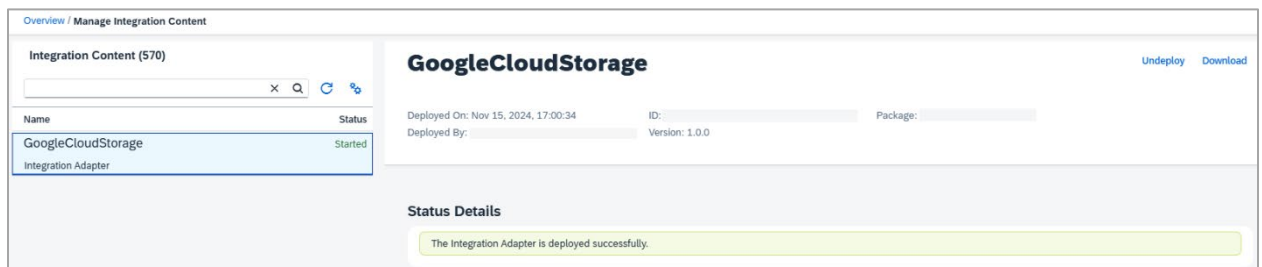 Overview / Manage Integration Content
Integration Content (570)
Name Status
GoogleCloudStorage Started
Integration Adapter
GoogleCloudStorage
Undeploy Download
Deployed On: Nov 15, 2024, 17:00:34 ID: Package:
Deployed By: Version: 1.0.0
Status Details
The Integration Adapter is deployed successfully.